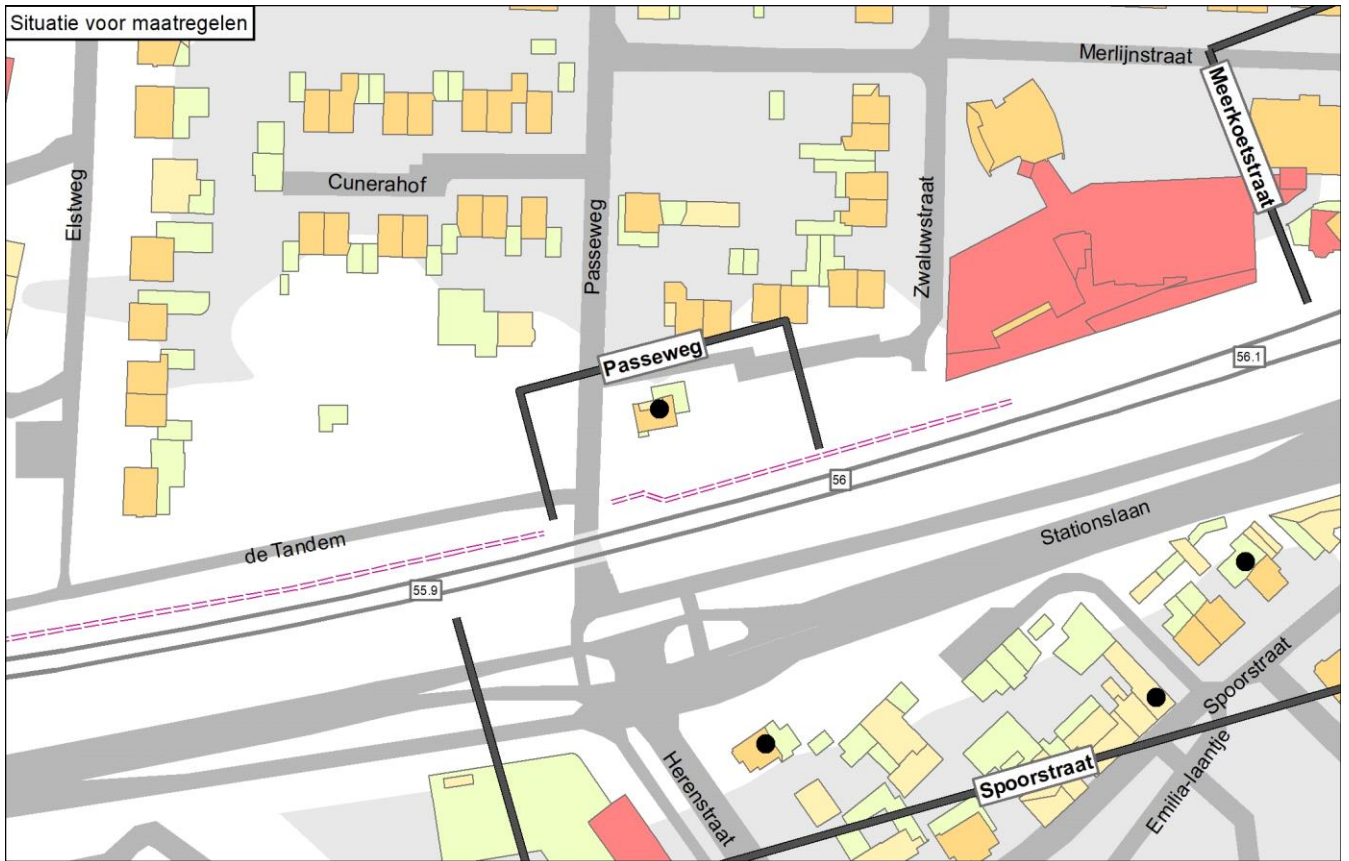 Situatie voor maatregelen
Merlijnstraat
Meerkoetstraat
Elstweg
Cunerahof
Passeweg
Zwaluwstraat
Passeweg
56.1
56
Stationslaan
de Tandem
55.9
Herenstraat
Spoorstraat
Spoorstraat
Emilia-laantje